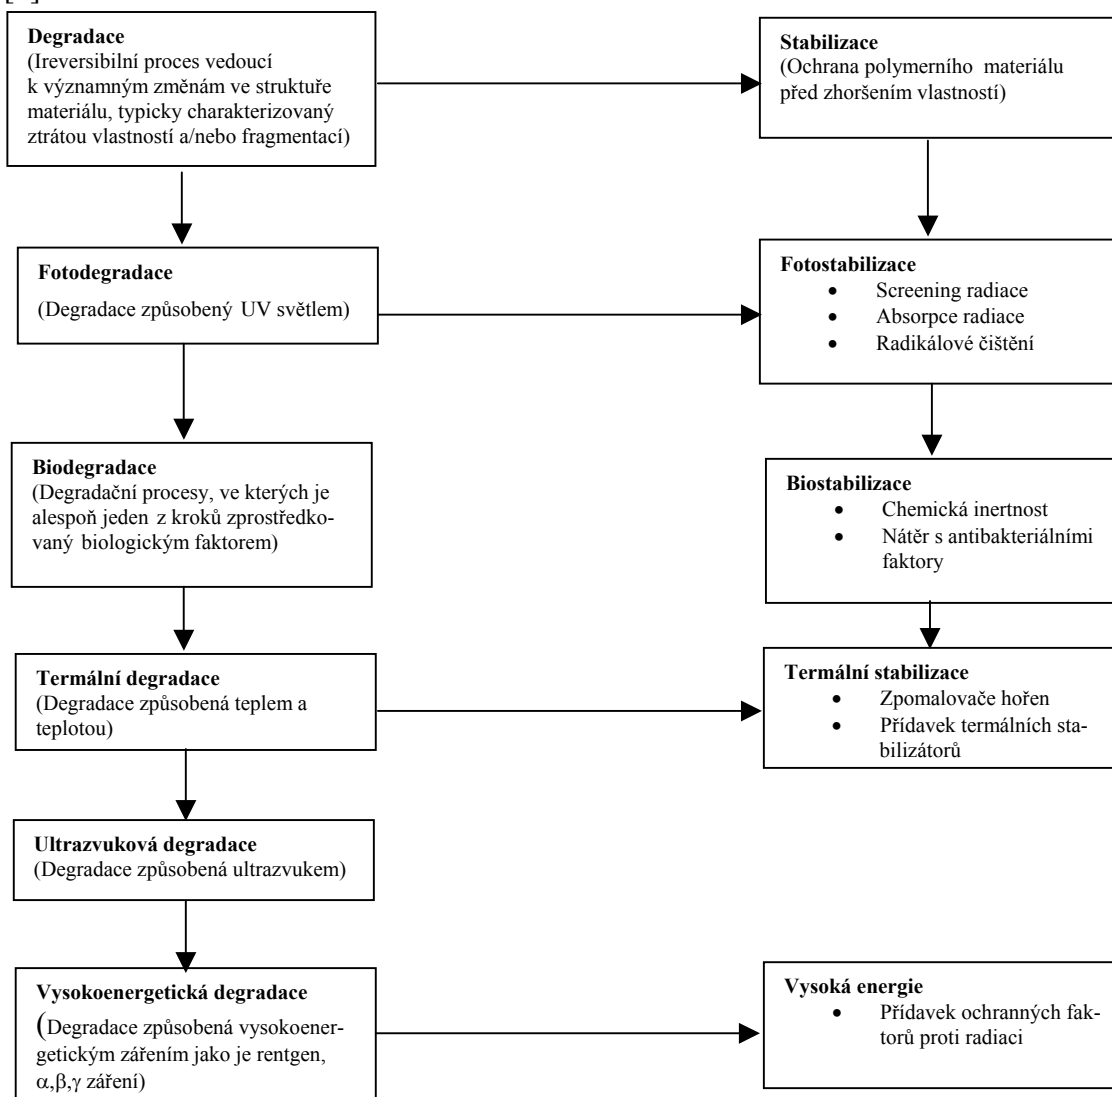 Degradace
(Ireversibilní proces vedoucí
k významným změnám ve struktuře
materiálu, typicky charakterizovaný
ztrátou vlastností a/nebo fragmentací)
Stabilizace
(Ochrana polymerního materiálu
před zhoršením vlastností)
Fotodegradace
(Degradace způsobený UV světlem)
Fotostabilizace
• Screening radiace
• Absorpce radiace
• Radikálové čištění
Biodegradace
(Degradační procesy, ve kterých je
alespoň jeden z kroků zprostředko-
vaný biologickým faktorem)
Biostabilizace
• Chemická inertnost
• Nátěr s antibakteriálními
faktory
Termální degradace
(Degradace způsobená teplem a
teplotou)
Termální stabilizace
• Zpomalovače hořen
• Přídavek termálních sta-
bilizátorů
Ultrazvuková degradace
(Degradace způsobená ultrazvukem)
Vysokoenergetická degradace
(Degradace způsobená vysokoener-
getickým zářením jako je rentgen,
α,β,γ záření)
Vysoká energie
• Přídavek ochranných fak-
torů proti radiaci